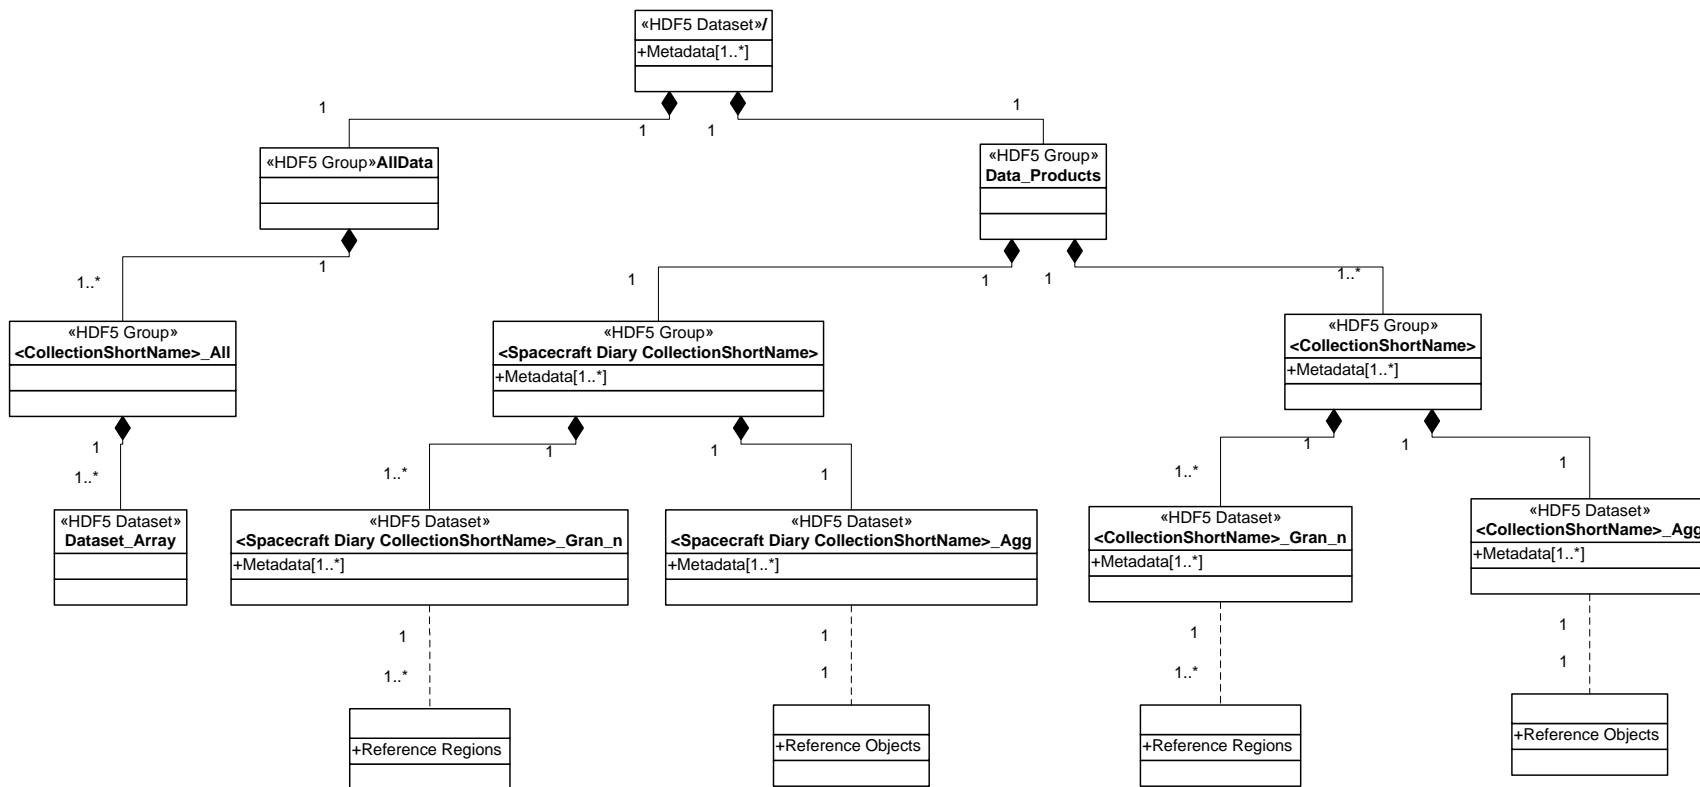 «HDF5 Dataset»/
+Metadata[1..*]
1
1
1
1
«HDF5 Group»AllData
«HDF5 Group»
Data_Products
1
1..*
1
1
1
1..*
«HDF5 Group»
<CollectionShortName>_All
«HDF5 Group»
<Spacecraft Diary CollectionShortName>
+Metadata[1..*]
«HDF5 Group»
<CollectionShortName>
+Metadata[1..*]
1
1..*
1
1..*
1
1
1
1..*
1
1
«HDF5 Dataset»
Dataset_Array
«HDF5 Dataset»
<Spacecraft Diary CollectionShortName>_Gran_n
+Metadata[1..*]
«HDF5 Dataset»
<Spacecraft Diary CollectionShortName>_Agg
+Metadata[1..*]
«HDF5 Dataset»
<CollectionShortName>_Gran_n
+Metadata[1..*]
«HDF5 Dataset»
<CollectionShortName>_Agg
+Metadata[1..*]
1
1..*
1
1
1
1..*
1
1
+Reference Regions
+Reference Objects
+Reference Regions
+Reference Objects